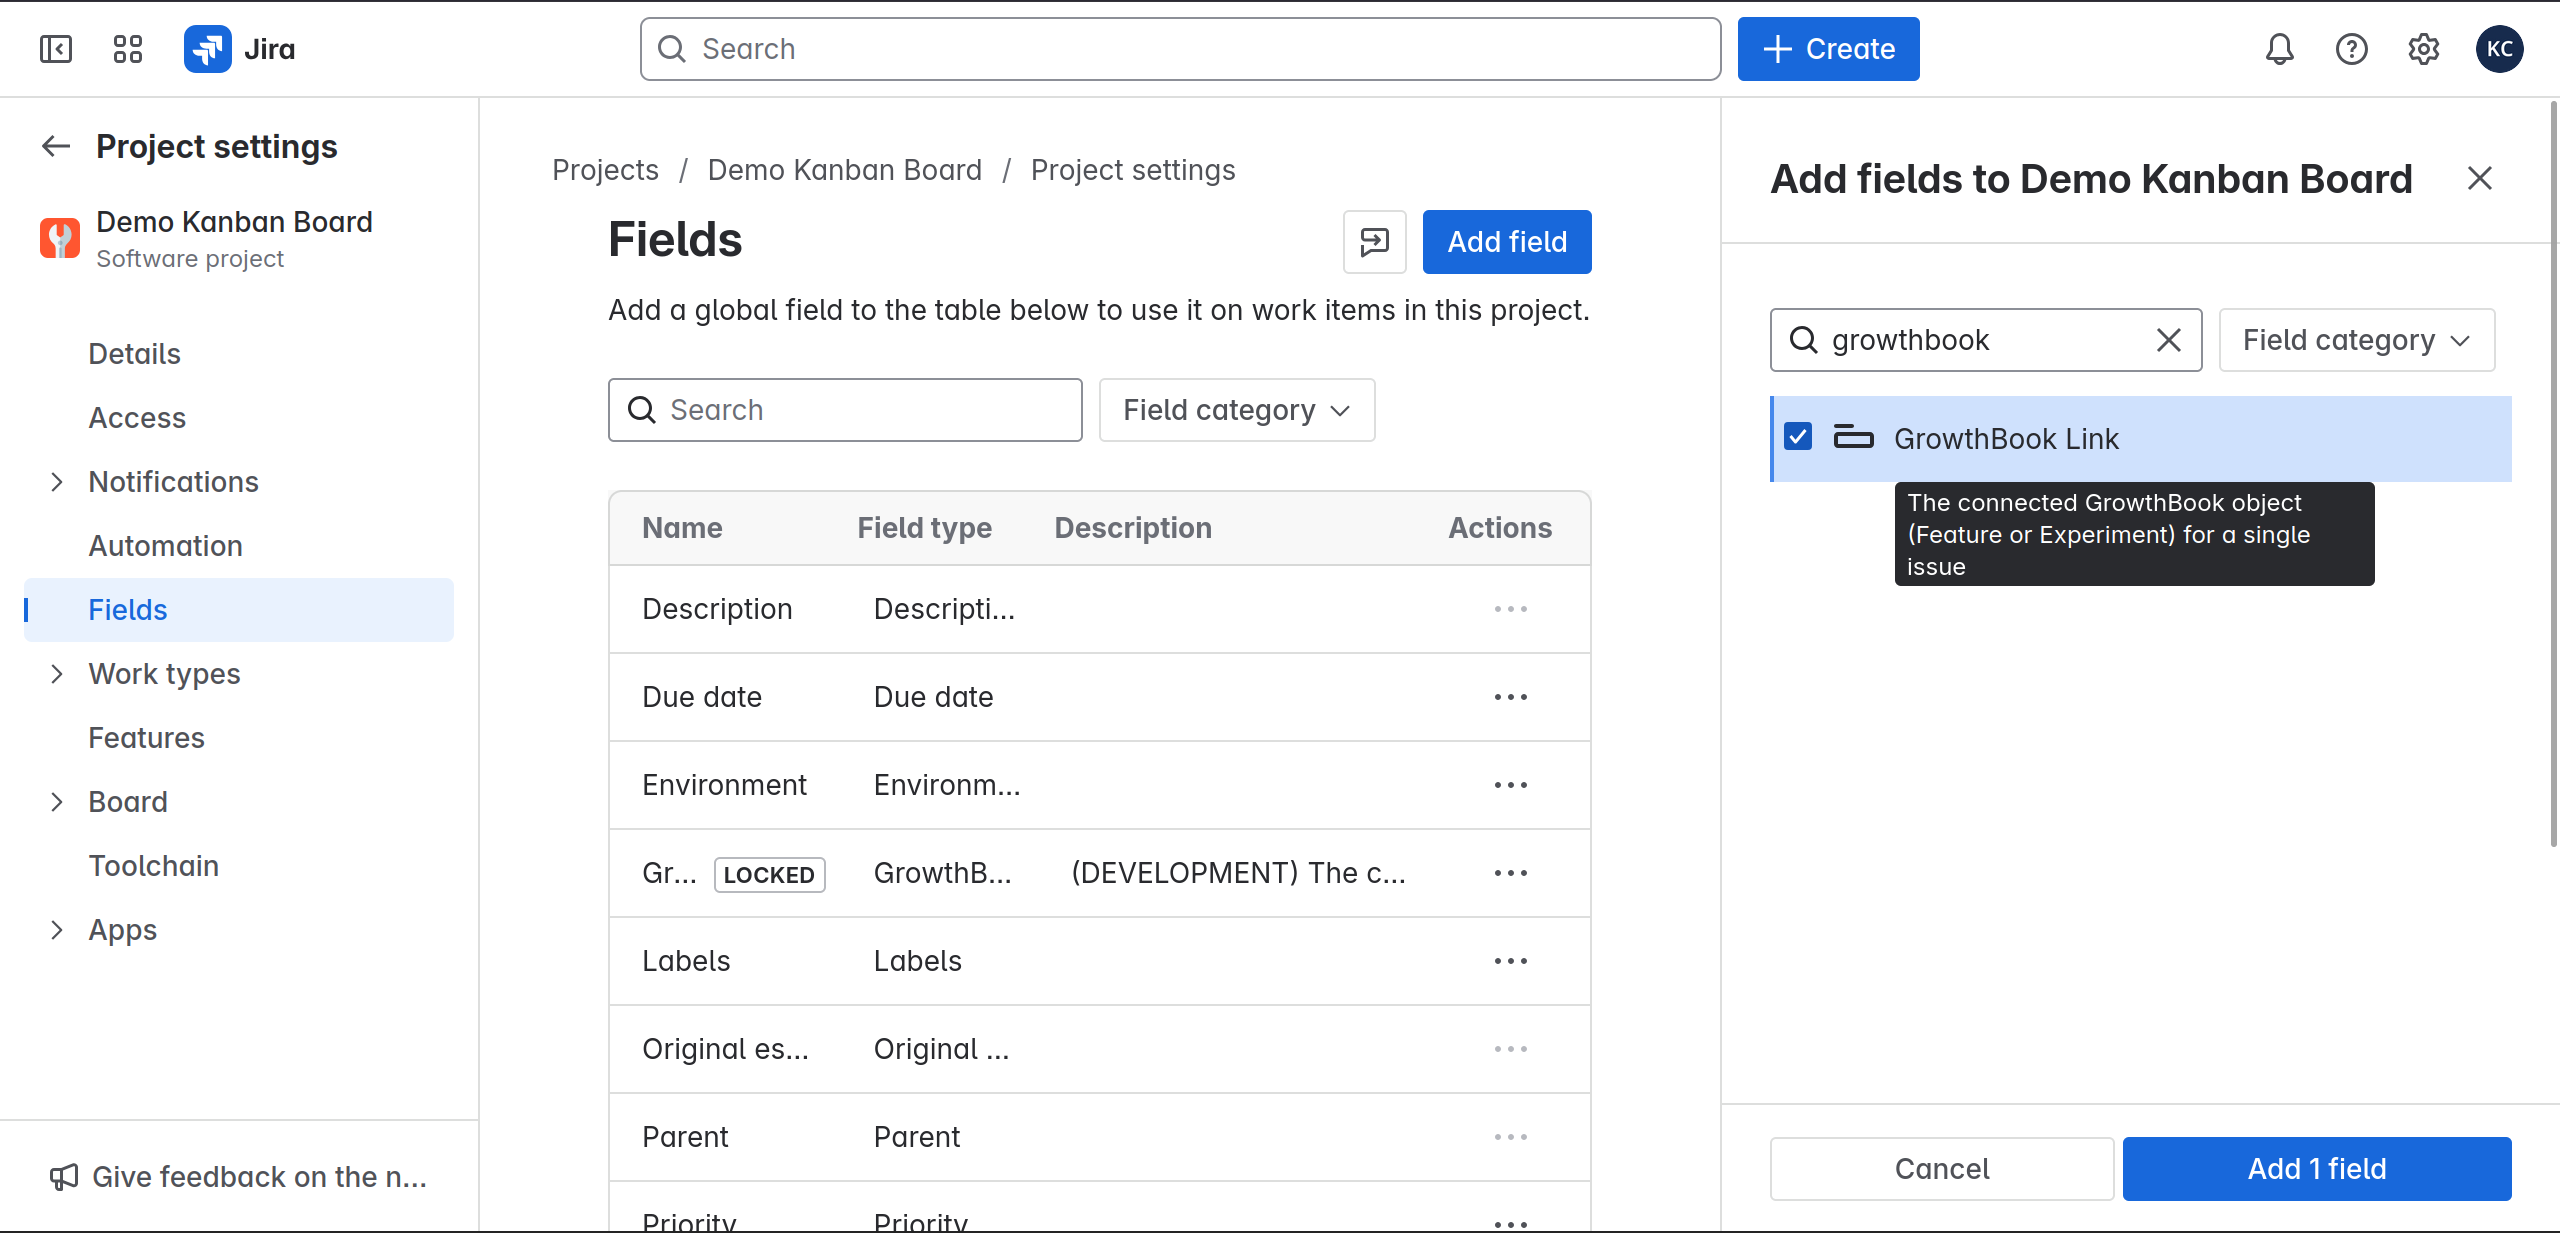 Jira
Search
Create
KC
Project settings
Demo Kanban Board
Software project
Details
Access
Notifications
Automation
Fields
Work types
Features
Board
Toolchain
Apps
Give feedback on the n...
Projects / Demo Kanban Board / Project settings
Fields
Add field
Add a global field to the table below to use it on work items in this project.
Search
Field category
Name Field type Description Actions
Description Descripti...
Due date Due date
Environment Environm...
Gr... LOCKED GrowthB... (DEVELOPMENT) The c...
Labels Labels
Original es... Original ...
Parent Parent
Priority Priority
Add fields to Demo Kanban Board
growthbook
Field category
GrowthBook Link
The connected GrowthBook object
(Feature or Experiment) for a single
issue
Cancel
Add 1 field